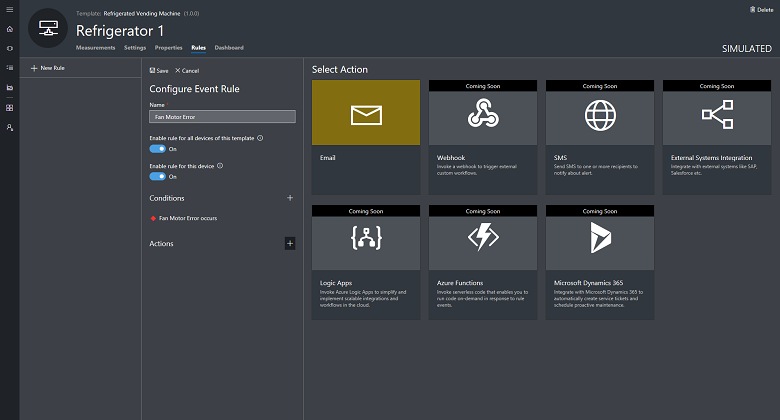 Template: Refrigerated Vending Machine (1.0.0)
Delete
Refrigerator 1
Measurements Settings Properties Rules Dashboard
SIMULATED
New Rule
Save Cancel
Configure Event Rule
Name
Fan Motor Error
Enable rule for all devices of this template
On
Enable rule for this device
On
Conditions
Fan Motor Error occurs
Actions
Select Action
Email
Coming Soon
Webhook
Invoke a webhook to trigger external
custom workflows.
Coming Soon
SMS
Send SMS to one or more recipients to
notify about alert.
Coming Soon
External Systems Integration
Integrate with external systems like SAP,
Salesforce etc.
Coming Soon
Logic Apps
Invoke Azure Logic Apps to simplify and
implement scalable integrations and
workflows in the cloud.
Coming Soon
Azure Functions
Invoke serverless code that enables you to
run code on-demand in response to rule
events.
Coming Soon
Microsoft Dynamics 365
Integrate with Microsoft Dynamics 365 to
automatically create service tickets and
schedule proactive maintenance.